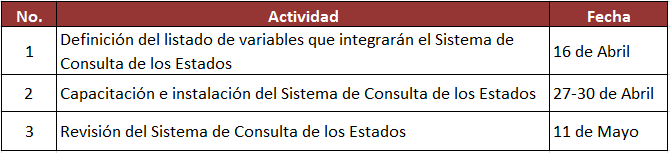 No. Actividad Fecha
1 Definición del listado de variables que integrarán el Sistema de Consulta de los Estados 16 de Abril
2 Capacitación e instalación del Sistema de Consulta de los Estados 27-30 de Abril
3 Revisión del Sistema de Consulta de los Estados 11 de Mayo